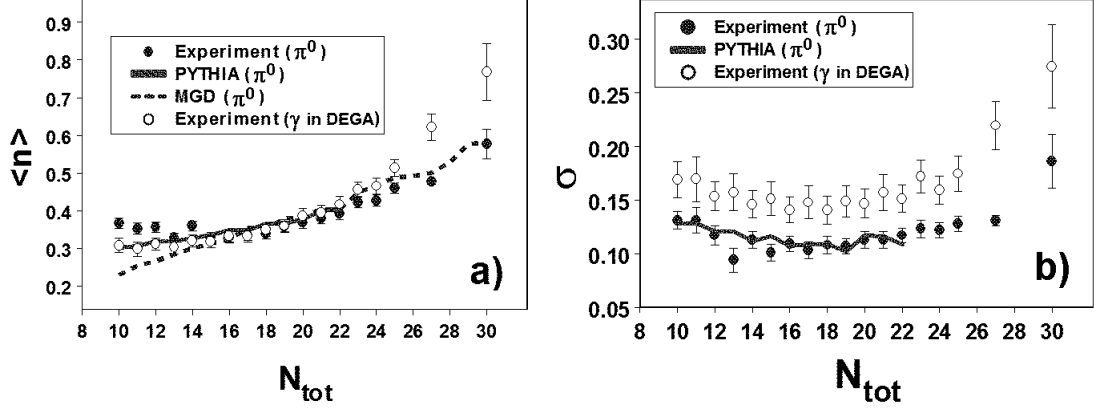 0.9
0.8
0.7
0.6
0.5
0.4
0.3
0.2
<n>
Experiment (π⁰)
PYTHIA (π⁰)
MGD (π⁰)
Experiment (γ in DEGA)
a)
8 10 12 14 16 18 20 22 24 26 28 30
N_tot
0.30
0.25
0.20
0.15
0.10
0.05
σ
Experiment (π⁰)
PYTHIA (π⁰)
Experiment (γ in DEGA)
b)
8 10 12 14 16 18 20 22 24 26 28 30
N_tot